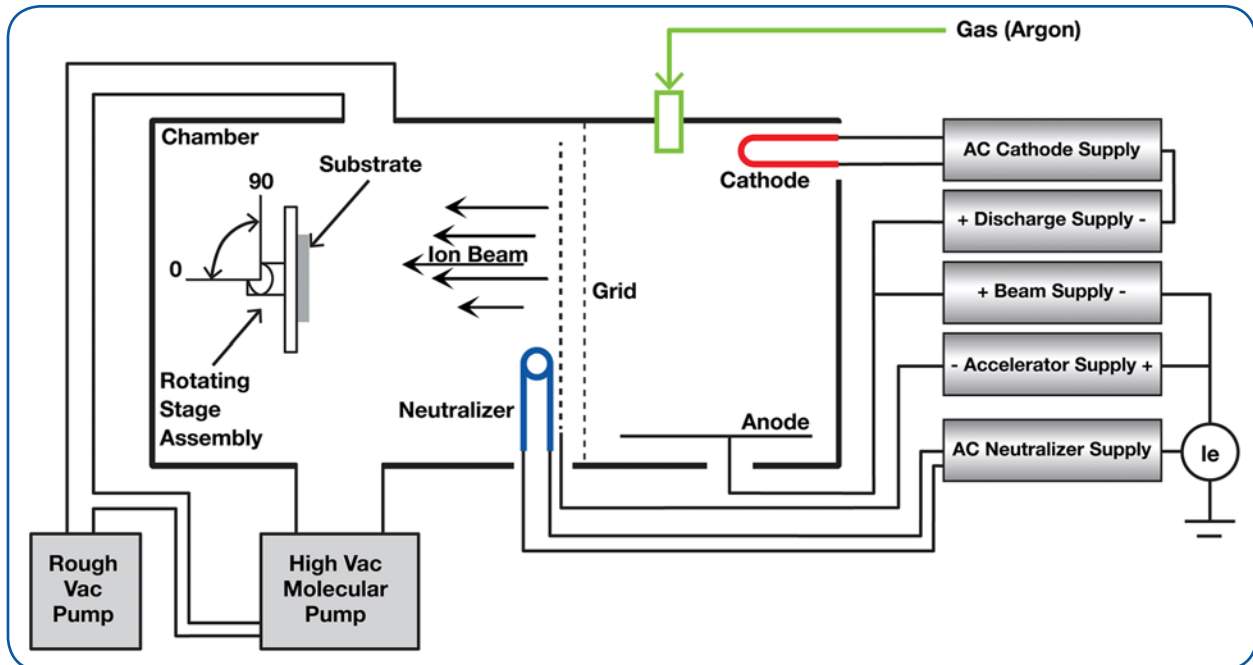 Gas (Argon)
Chamber
Substrate
90
0
Cathode
AC Cathode Supply
+ Discharge Supply -
Ion Beam
Grid
+ Beam Supply -
- Accelerator Supply +
Rotating
Stage
Assembly
Neutralizer
Anode
AC Neutralizer Supply
Ie
Rough
Vac
Pump
High Vac
Molecular
Pump